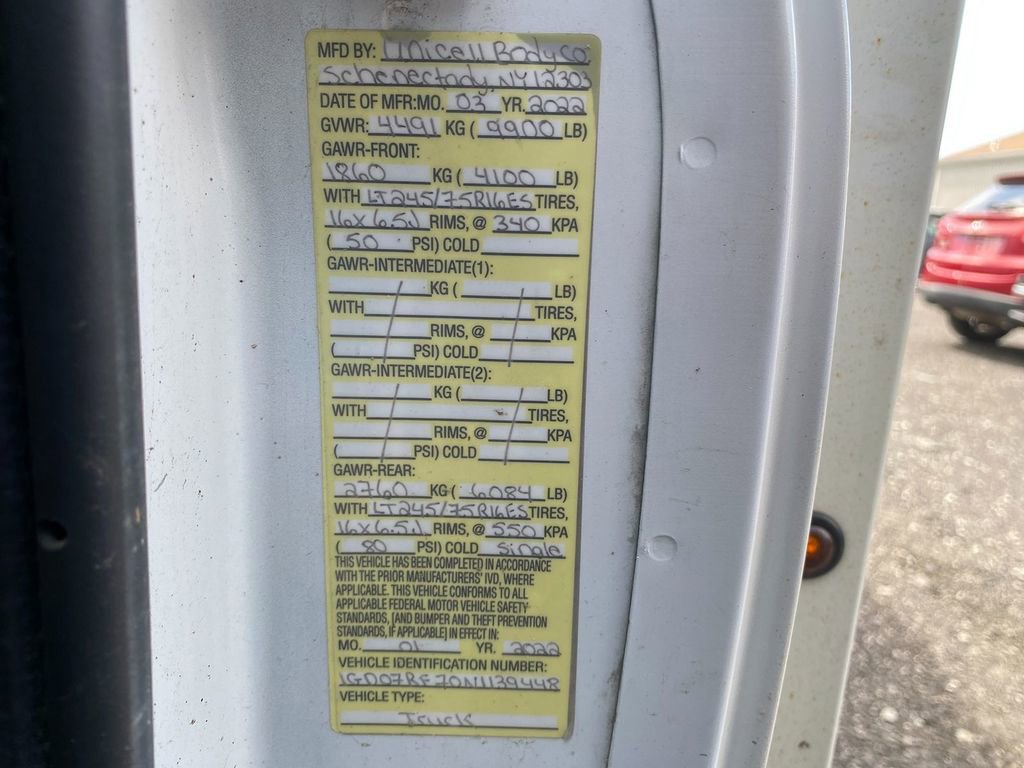 MFD BY: Unicell Body Co
Schenectady, NY 12303
DATE OF MFR:MO. 03 YR. 2022
GVWR: 4491 KG ( 9900 LB)
GAWR-FRONT:
1860 KG ( 4100 LB)
WITH LT245/75R16ES TIRES,
16x6.5J RIMS, @ 340 KPA
( 50 PSI) COLD
GAWR-INTERMEDIATE(1):
KG ( LB)
WITH TIRES,
RIMS, @ KPA
( PSI) COLD
GAWR-INTERMEDIATE(2):
KG ( LB)
WITH TIRES,
RIMS, @ KPA
( PSI) COLD
GAWR-REAR:
2760 KG ( 6084 LB)
WITH LT245/75R16ES TIRES,
16x6.5J RIMS, @ 550 KPA
( 80 PSI) COLD Single
THIS VEHICLE HAS BEEN COMPLETED IN ACCORDANCE
WITH THE PRIOR MANUFACTURERS' IVD, WHERE
APPLICABLE. THIS VEHICLE CONFORMS TO ALL
APPLICABLE FEDERAL MOTOR VEHICLE SAFETY
STANDARDS, [AND BUMPER AND THEFT PREVENTION
STANDARDS, IF APPLICABLE] IN EFFECT IN:
MO. 01 YR. 2022
VEHICLE IDENTIFICATION NUMBER:
1GD07RF70N1139448
VEHICLE TYPE:
Truck